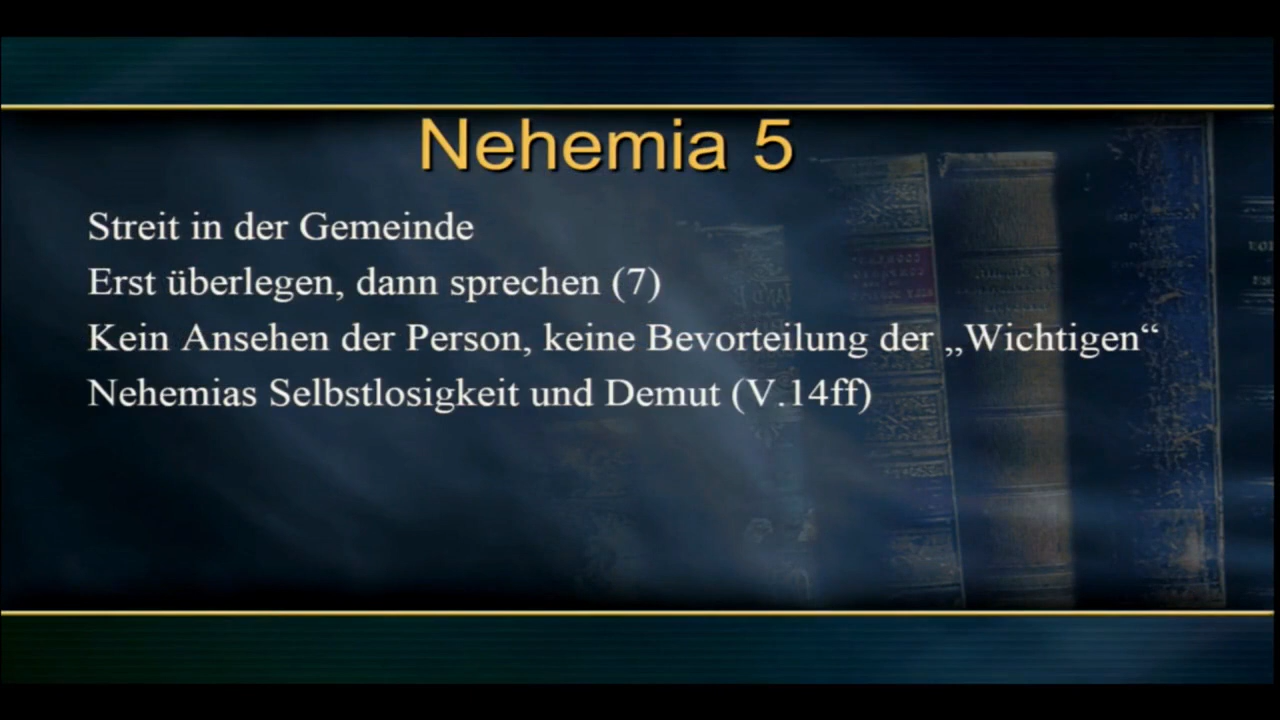 Nehemia 5
Streit in der Gemeinde
Erst überlegen, dann sprechen (7)
Kein Ansehen der Person, keine Bevorteilung der „Wichtigen“
Nehemias Selbstlosigkeit und Demut (V.14ff)